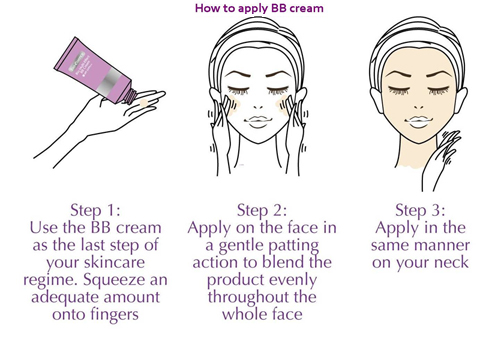 How to apply BB cream
Step 1:
Use the BB cream
as the last step of
your skincare
regime. Squeeze an
adequate amount
onto fingers
Step 2:
Apply on the face in
a gentle patting
action to blend the
product evenly
throughout the
whole face
Step 3:
Apply in the
same manner
on your neck